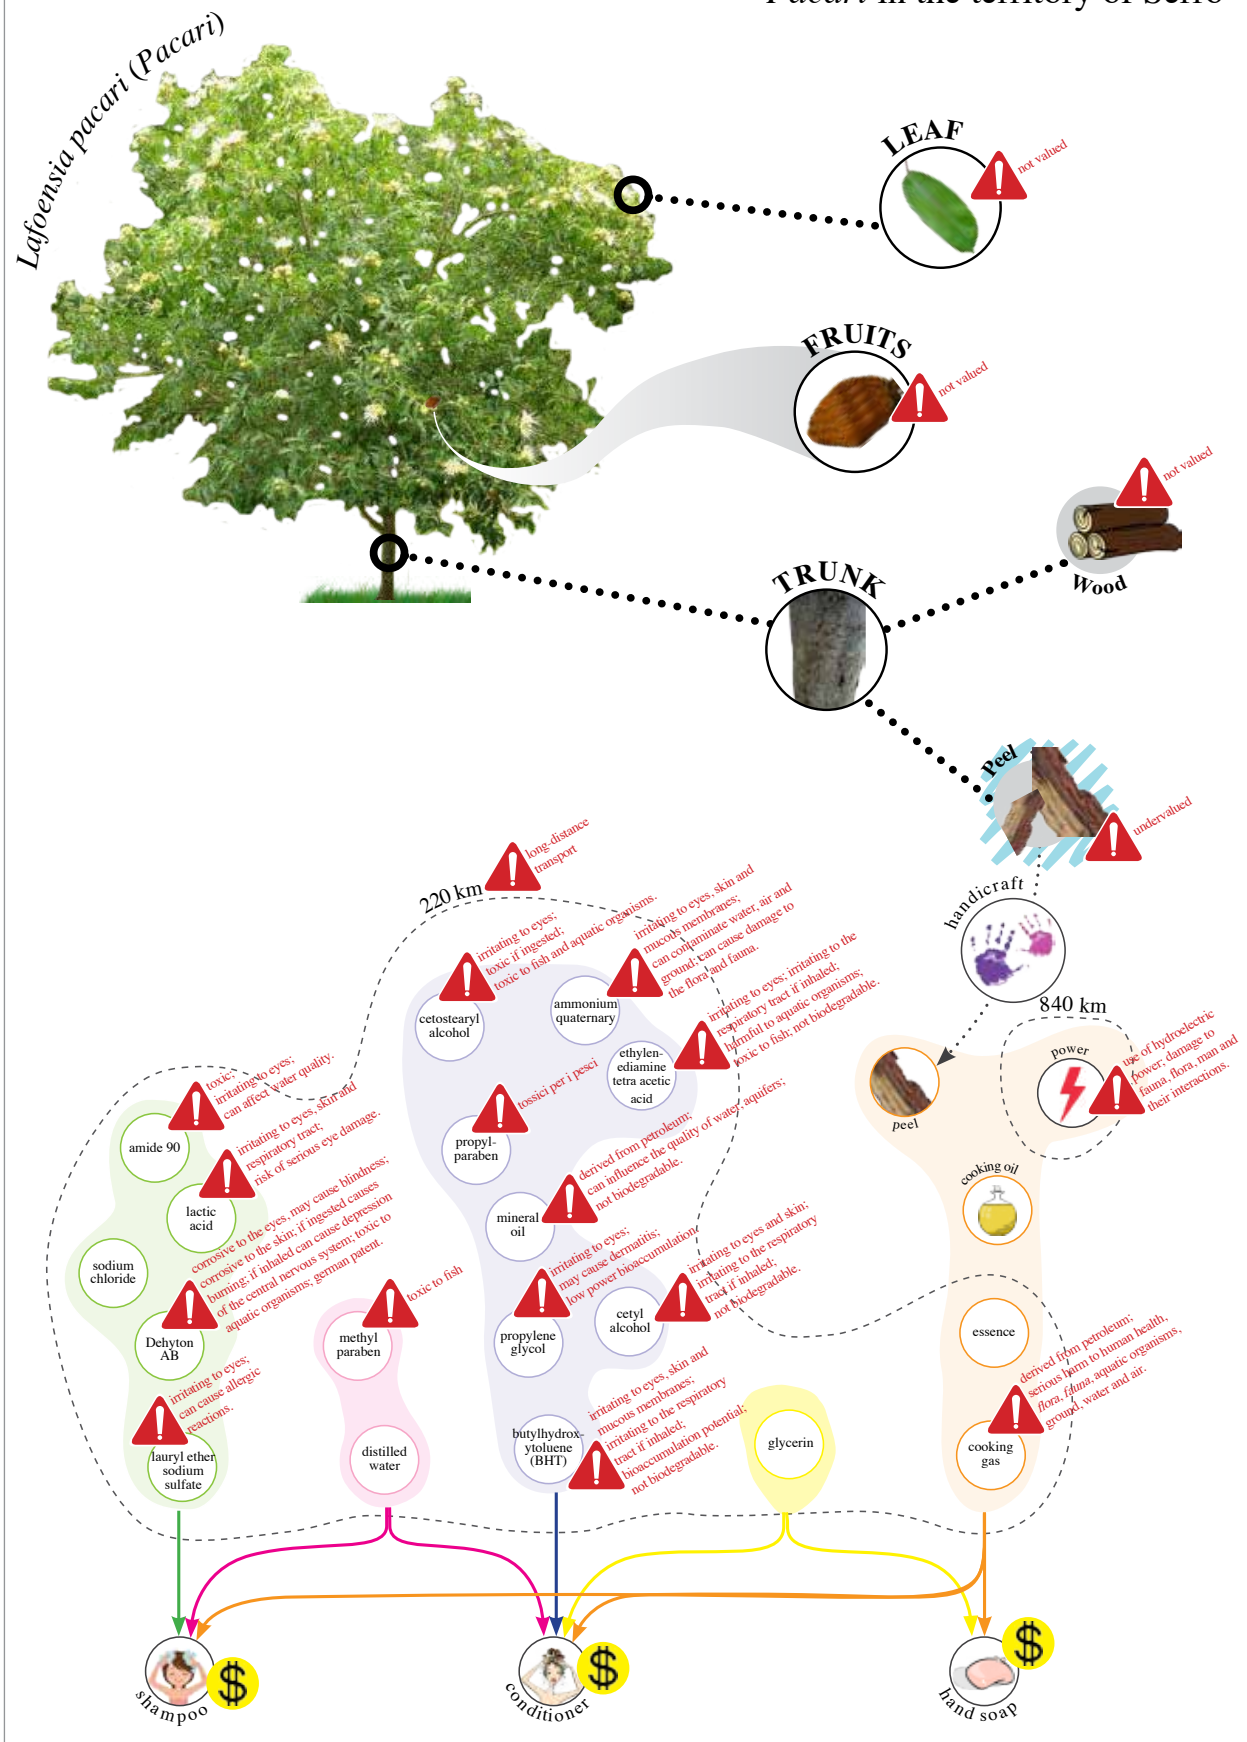 Pacari in the territory of Serro
Lafoensia pacari (Pacari)
LEAF
not valued
FRUITS
not valued
not valued
Wood
TRUNK
Peel
undervalued
handicraft
long-distance
transport
220 km
840 km
power
use of hydroelectric
power; damage to
fauna, flora, man and
their interactions.
peel
cooking oil
essence
derived from petroleum;
serious harm to human health,
flora, fauna, aquatic organisms,
ground, water and air.
cooking
gas
irritating to eyes;
toxic if ingested;
toxic to fish and aquatic organisms.
cetostearyl
alcohol
irritating to eyes, skin and
mucous membranes;
can contaminate water, air and
ground; can cause damage to
the flora and fauna.
ammonium
quaternary
irritating to eyes; irritating to the
respiratory tract if inhaled;
harmful to aquatic organisms;
toxic to fish; not biodegradable.
ethylen-
ediamine
tetra acetic
acid
tossici per i pesci
propyl-
paraben
derived from petroleum;
can influence the quality of water, aquifers;
not biodegradable.
mineral
oil
irritating to eyes;
may cause dermatitis;
low power bioaccumulation.
propylene
glycol
irritating to eyes and skin;
irritating to the respiratory
tract if inhaled;
not biodegradable.
cetyl
alcohol
irritating to eyes, skin and
mucous membranes;
irritating to the respiratory
tract if inhaled;
bioaccumulation potential;
not biodegradable.
butylhydrox-
ytoluene
(BHT)
toxic;
irritating to eyes;
can affect water quality.
amide 90
irritating to eyes, skin and
respiratory tract;
risk of serious eye damage.
lactic
acid
sodium
chloride
corrosive to the eyes, may cause blindness;
corrosive to the skin; if ingested causes
burning; if inhaled can cause depression
of the central nervous system; toxic to
aquatic organisms; german patent.
Dehyton
AB
irritating to eyes;
can cause allergic
reactions.
lauryl ether
sodium
sulfate
toxic to fish
methyl
paraben
distilled
water
glycerin
shampoo
$
conditioner
$
hand soap
$